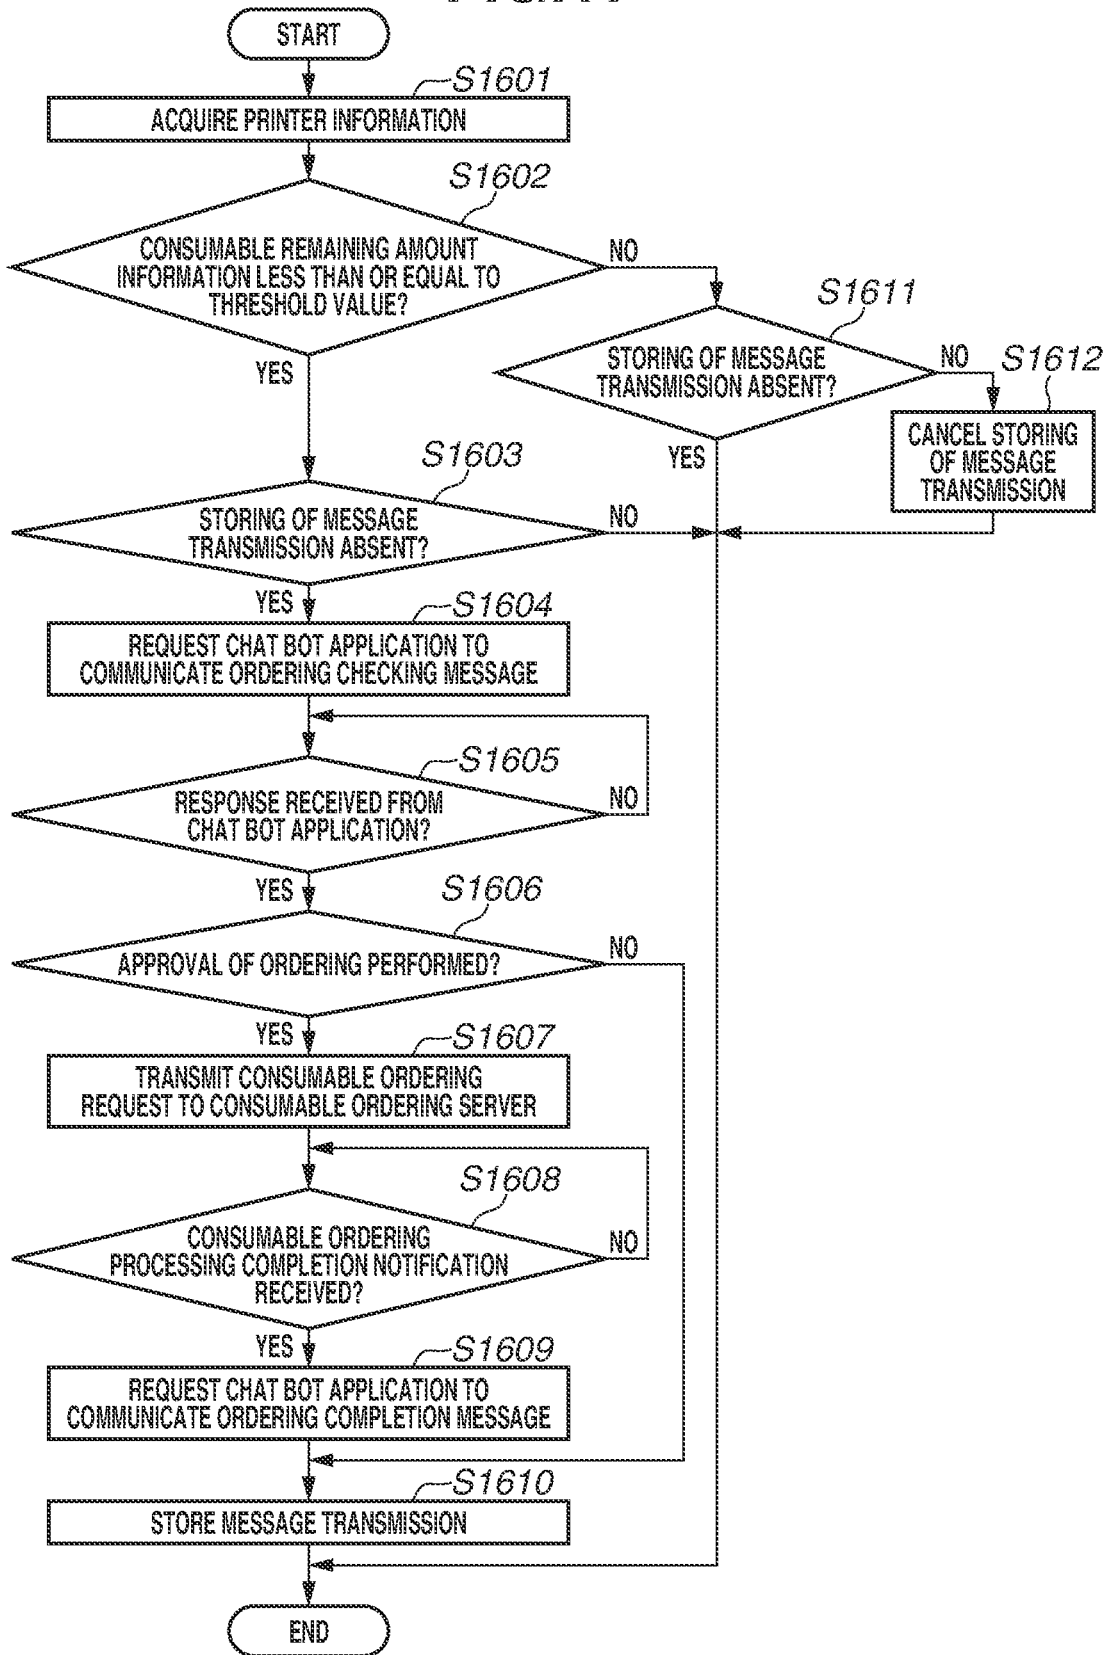 START
S1601
ACQUIRE PRINTER INFORMATION
S1602
CONSUMABLE REMAINING AMOUNT
INFORMATION LESS THAN OR EQUAL TO
THRESHOLD VALUE?
NO
YES
S1611
STORING OF MESSAGE
TRANSMISSION ABSENT?
NO
YES
S1612
CANCEL STORING
OF MESSAGE
TRANSMISSION
S1603
STORING OF MESSAGE
TRANSMISSION ABSENT?
NO
YES
S1604
REQUEST CHAT BOT APPLICATION TO
COMMUNICATE ORDERING CHECKING MESSAGE
S1605
RESPONSE RECEIVED FROM
CHAT BOT APPLICATION?
NO
YES
S1606
APPROVAL OF ORDERING PERFORMED?
NO
YES
S1607
TRANSMIT CONSUMABLE ORDERING
REQUEST TO CONSUMABLE ORDERING SERVER
S1608
CONSUMABLE ORDERING
PROCESSING COMPLETION NOTIFICATION
RECEIVED?
NO
YES
S1609
REQUEST CHAT BOT APPLICATION TO
COMMUNICATE ORDERING COMPLETION MESSAGE
S1610
STORE MESSAGE TRANSMISSION
END